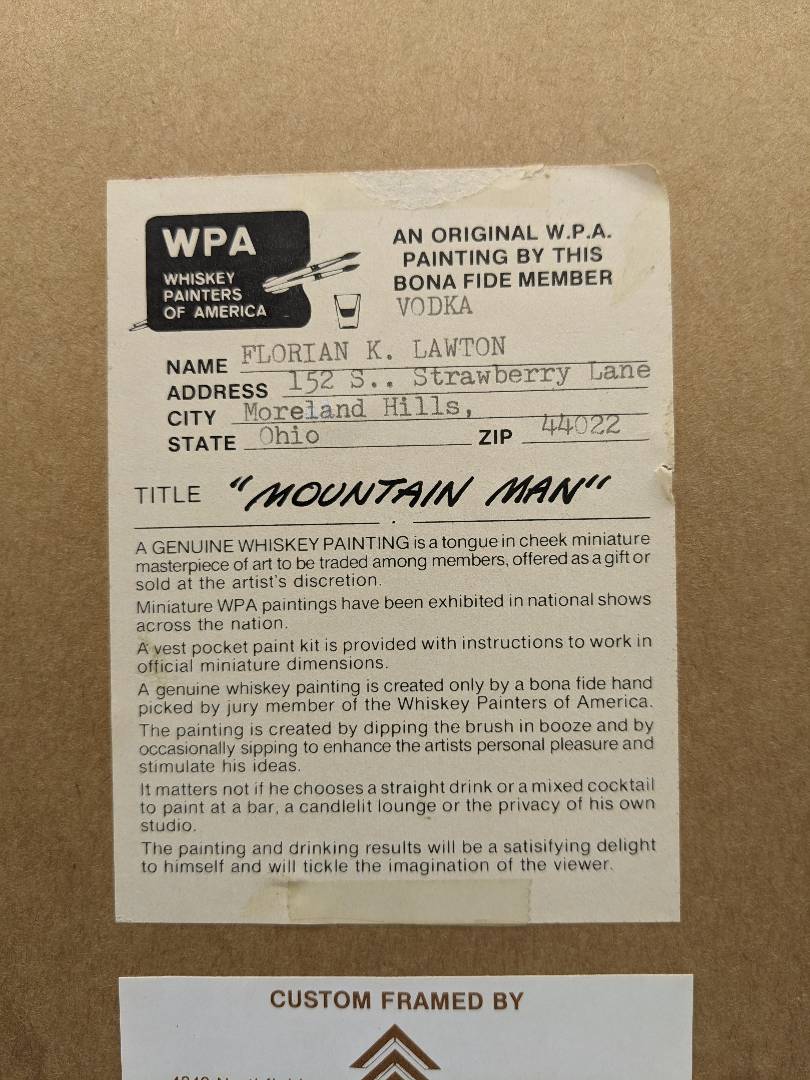 WPA
WHISKEY
PAINTERS
OF AMERICA
AN ORIGINAL W.P.A.
PAINTING BY THIS
BONA FIDE MEMBER
VODKA
NAME FLORIAN K. LAWTON
ADDRESS 152 S.. Strawberry Lane
CITY Moreland Hills,
STATE Ohio ZIP 44022
TITLE "MOUNTAIN MAN"
A GENUINE WHISKEY PAINTING is a tongue in cheek miniature
masterpiece of art to be traded among members, offered as a gift or
sold at the artist's discretion.
Miniature WPA paintings have been exhibited in national shows
across the nation.
A vest pocket paint kit is provided with instructions to work in
official miniature dimensions.
A genuine whiskey painting is created only by a bona fide hand
picked by jury member of the Whiskey Painters of America.
The painting is created by dipping the brush in booze and by
occasionally sipping to enhance the artists personal pleasure and
stimulate his ideas.
It matters not if he chooses a straight drink or a mixed cocktail
to paint at a bar, a candlelit lounge or the privacy of his own
studio.
The painting and drinking results will be a satisifying delight
to himself and will tickle the imagination of the viewer.
CUSTOM FRAMED BY